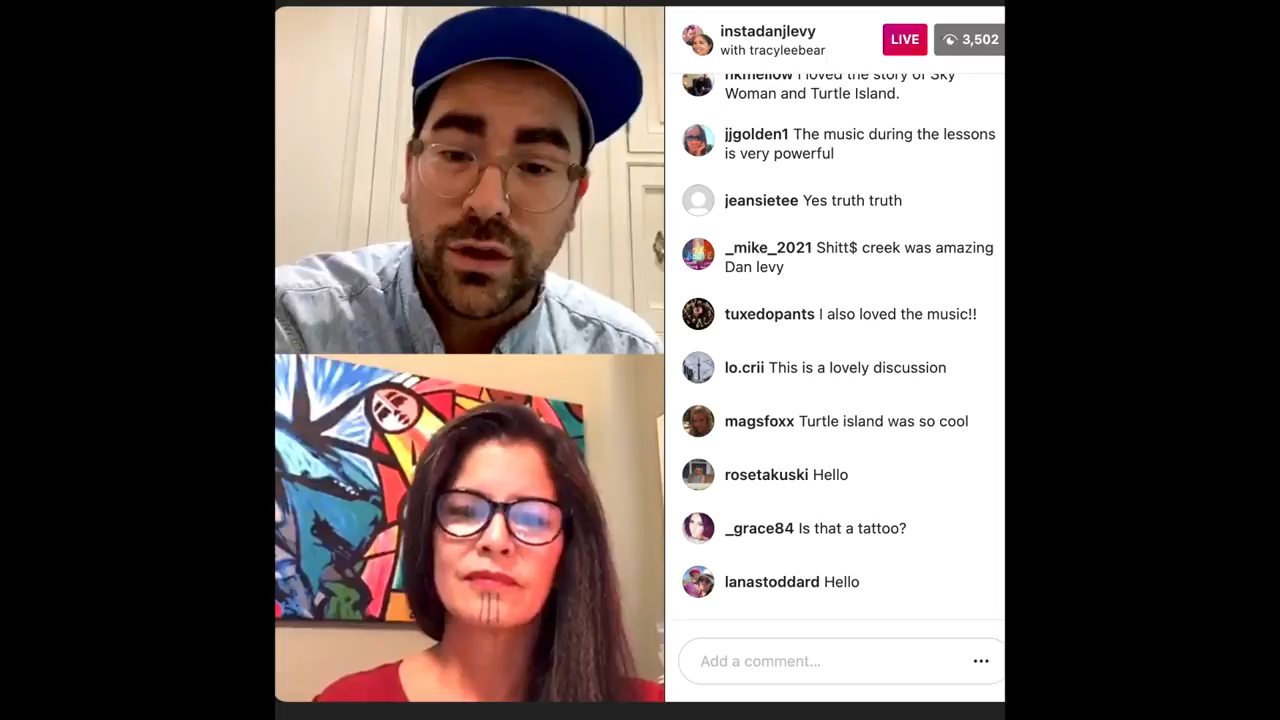 instadanjlevy
with tracyleebear
LIVE
3,502
nkmellow I loved the story of Sky
Woman and Turtle Island.
jjgolden1 The music during the lessons
is very powerful
jeansietee Yes truth truth
_mike_2021 Shitt$ creek was amazing
Dan levy
tuxedopants I also loved the music!!
lo.crii This is a lovely discussion
magsfoxx Turtle island was so cool
rosetakuski Hello
_grace84 Is that a tattoo?
lanastoddard Hello
Add a comment...